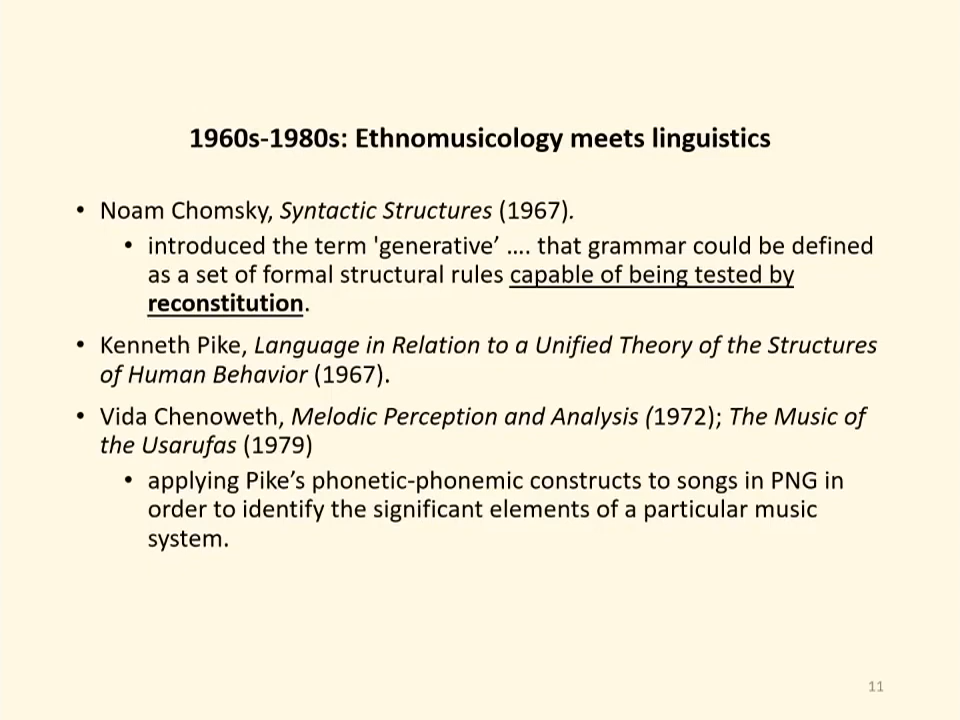 1960s-1980s: Ethnomusicology meets linguistics
• Noam Chomsky, Syntactic Structures (1967).
• introduced the term 'generative’ …. that grammar could be defined
as a set of formal structural rules capable of being tested by
reconstitution.
• Kenneth Pike, Language in Relation to a Unified Theory of the Structures
of Human Behavior (1967).
• Vida Chenoweth, Melodic Perception and Analysis (1972); The Music of
the Usarufas (1979)
• applying Pike’s phonetic-phonemic constructs to songs in PNG in
order to identify the significant elements of a particular music
system.
11